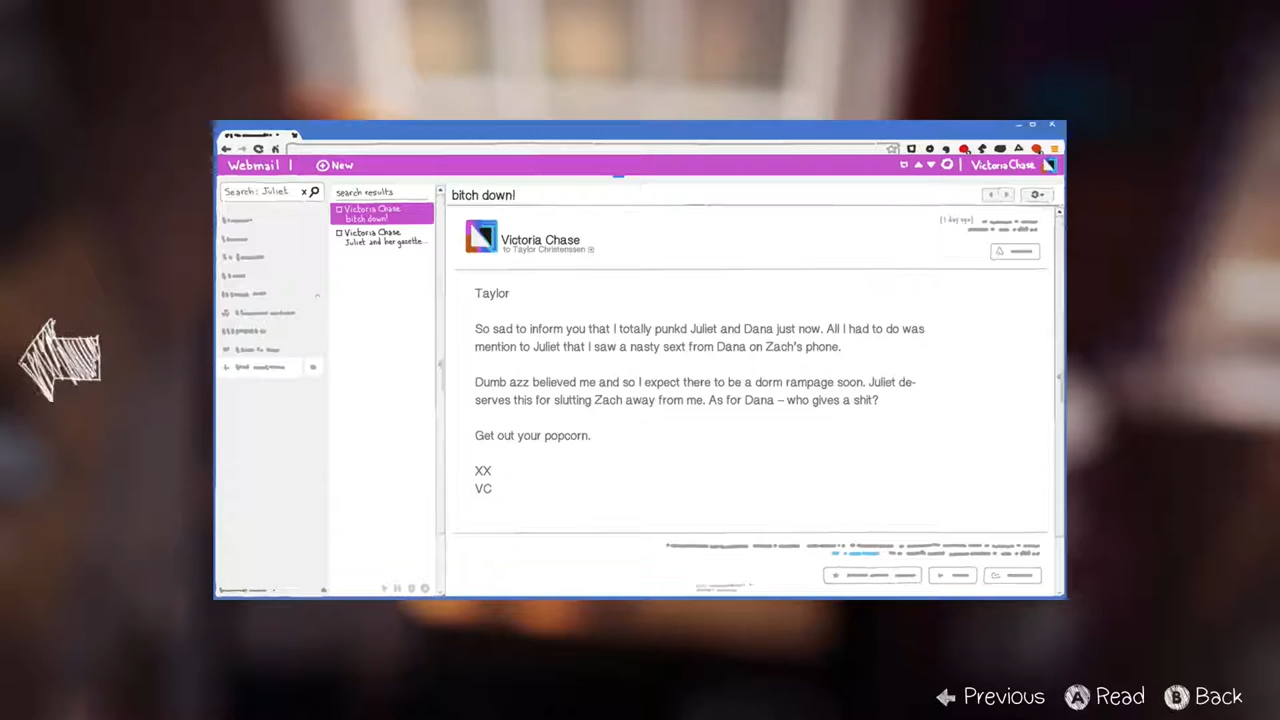 Webmail | New
Victoria Chase
Search: Juliet x
search results
Victoria Chase
bitch down!
Victoria Chase
Juliet and her gazette...
bitch down!
Victoria Chase
to Taylor Christenssen
[1 day ago]
Taylor
So sad to inform you that I totally punkd Juliet and Dana just now. All I had to do was
mention to Juliet that I saw a nasty sext from Dana on Zach's phone.
Dumb azz believed me and so I expect there to be a dorm rampage soon. Juliet de-
serves this for slutting Zach away from me. As for Dana – who gives a shit?
Get out your popcorn.
XX
VC
Previous A Read B Back